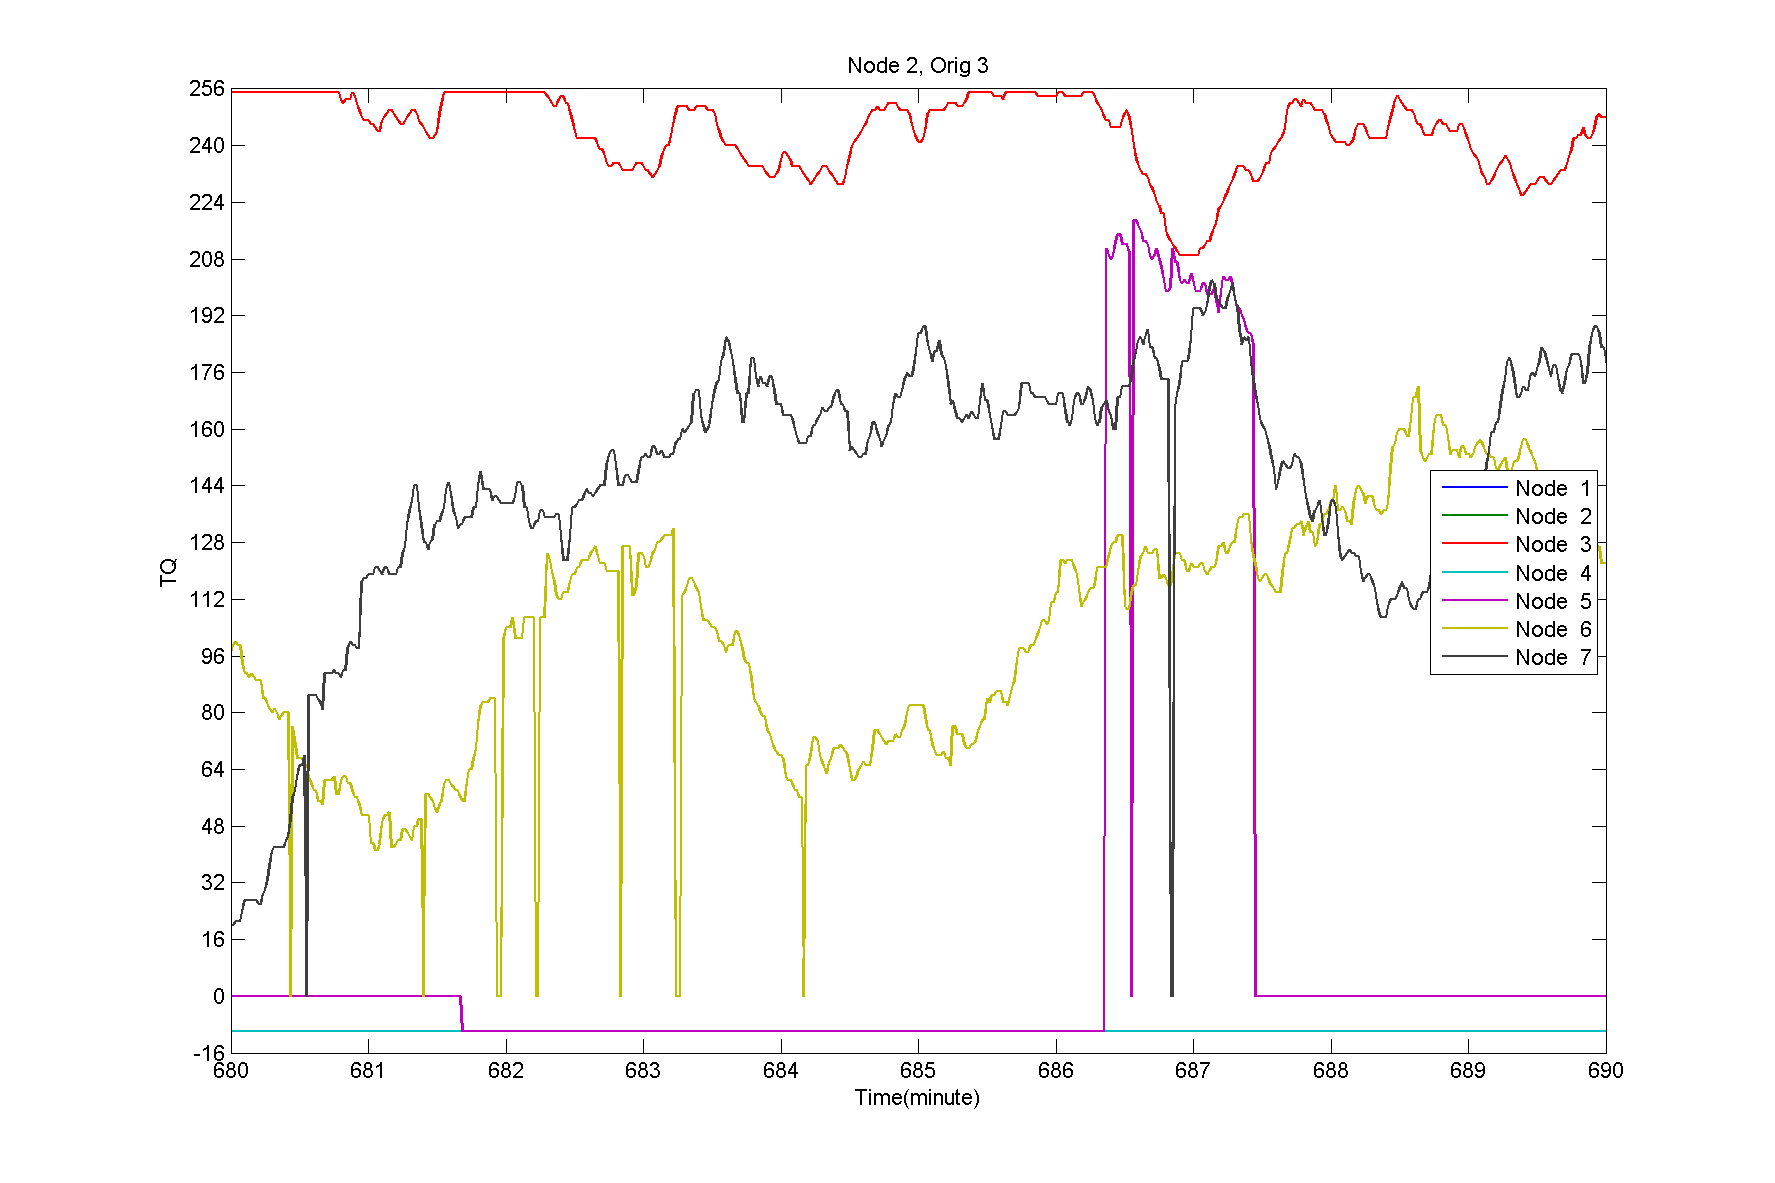 Node 2, Orig 3
256
240
224
208
192
176
160
144
128
112
96
80
64
48
32
16
0
-16
TQ
Node 1
Node 2
Node 3
Node 4
Node 5
Node 6
Node 7
680 681 682 683 684 685 686 687 688 689 690
Time(minute)